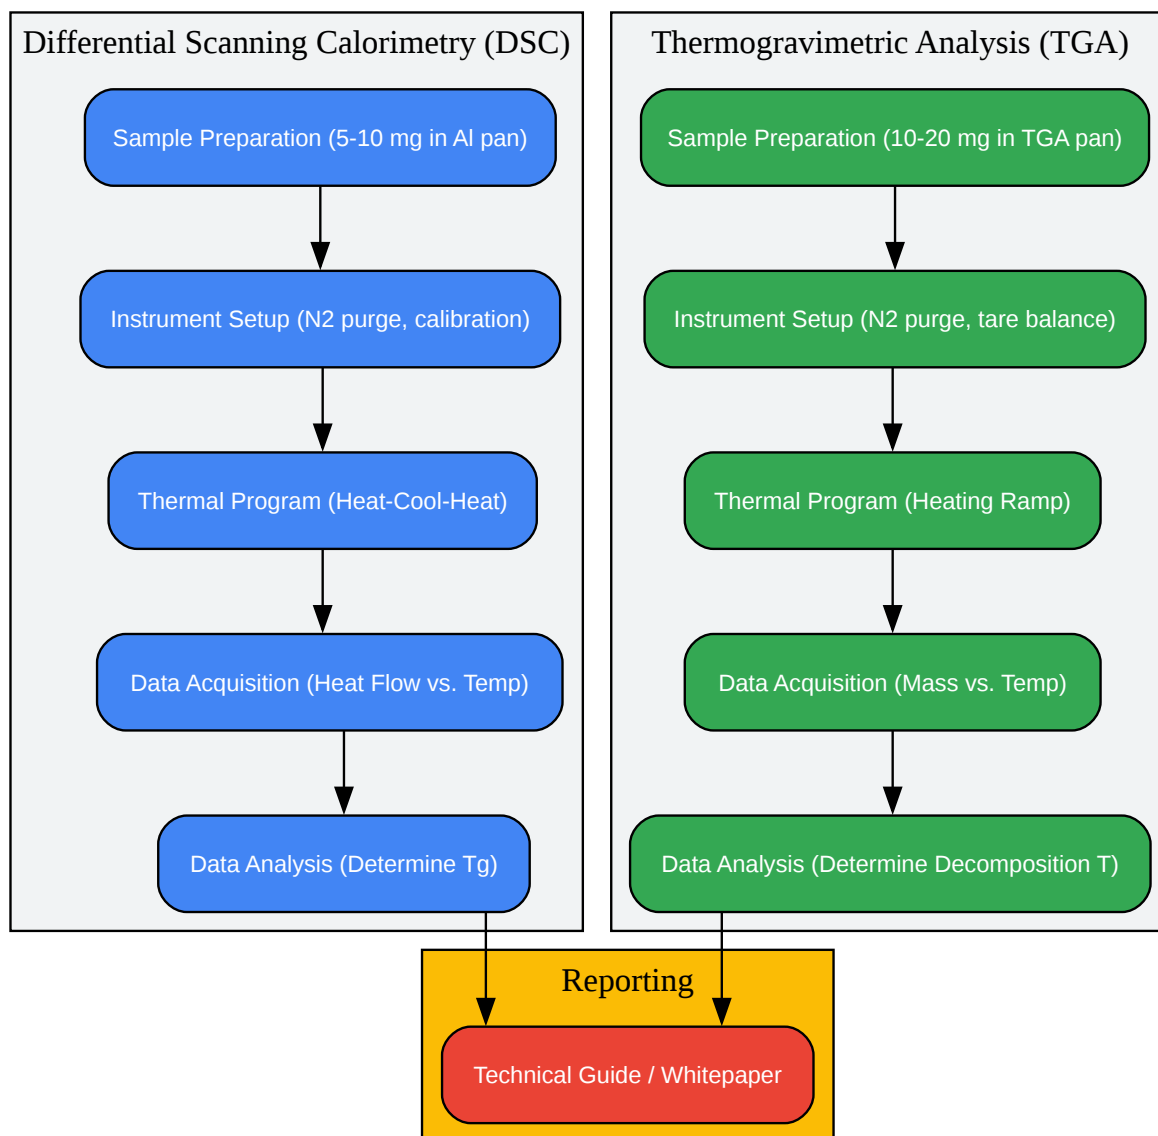 Differential Scanning Calorimetry (DSC)
Sample Preparation (5-10 mg in Al pan)
Instrument Setup (N2 purge, calibration)
Thermal Program (Heat-Cool-Heat)
Data Acquisition (Heat Flow vs. Temp)
Data Analysis (Determine Tg)
Thermogravimetric Analysis (TGA)
Sample Preparation (10-20 mg in TGA pan)
Instrument Setup (N2 purge, tare balance)
Thermal Program (Heating Ramp)
Data Acquisition (Mass vs. Temp)
Data Analysis (Determine Decomposition T)
Reporting
Technical Guide / Whitepaper